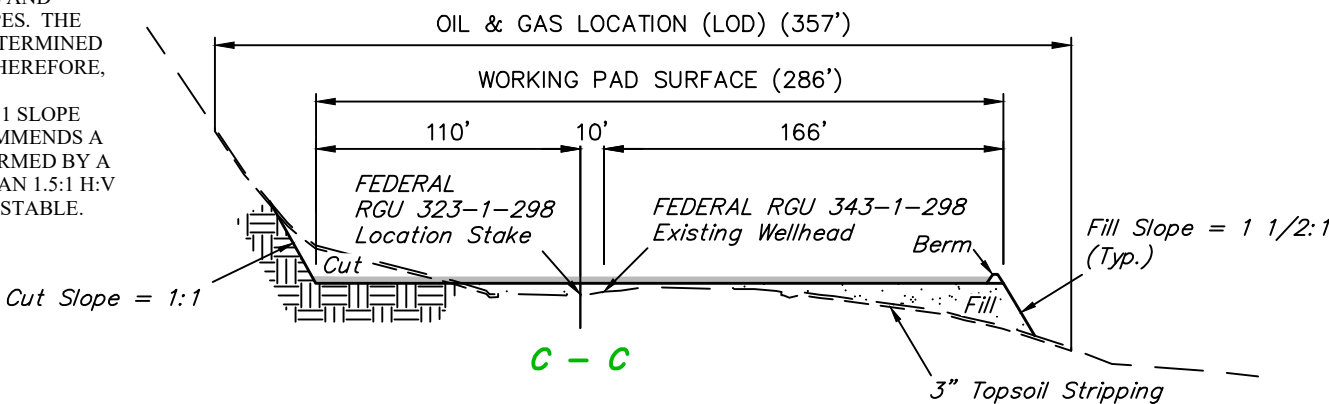 AND
PES. THE
TERMINED
HEREFORE,
1 SLOPE
MMENDS A
RMED BY A
AN 1.5:1 H:V
STABLE.
OIL & GAS LOCATION (LOD) (357')
WORKING PAD SURFACE (286')
110'
10'
166'
FEDERAL
RGU 323-1-298
Location Stake
FEDERAL RGU 343-1-298
Existing Wellhead
Berm
Fill Slope = 1 1/2:1
(Typ.)
Cut
Fill
Cut Slope = 1:1
C - C
3" Topsoil Stripping